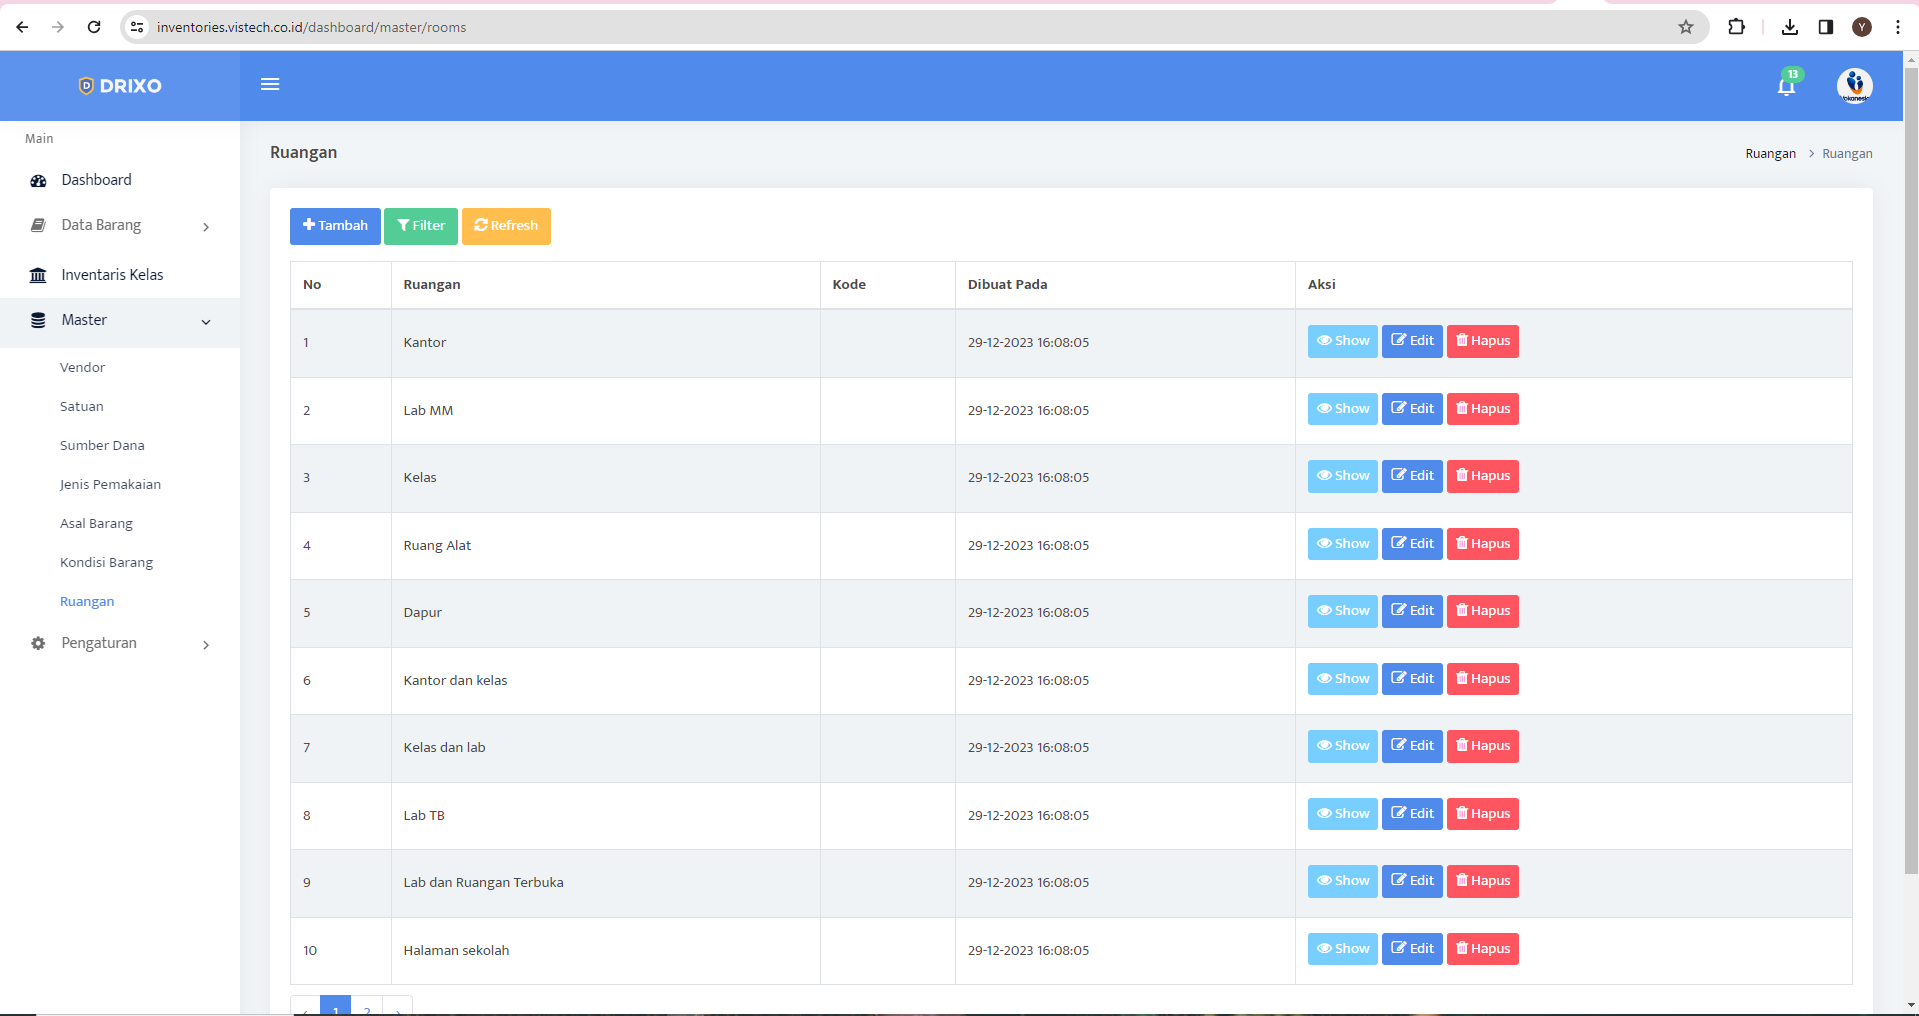 inventories.vistech.co.id/dashboard/master/rooms
Y
DRIXO
13
Main
Dashboard
Data Barang
Inventaris Kelas
Master
Vendor
Satuan
Sumber Dana
Jenis Pemakaian
Asal Barang
Kondisi Barang
Ruangan
Pengaturan
Ruangan
Ruangan > Ruangan
Tambah Filter Refresh
No Ruangan Kode Dibuat Pada Aksi
1 Kantor 29-12-2023 16:08:05 Show Edit Hapus
2 Lab MM 29-12-2023 16:08:05 Show Edit Hapus
3 Kelas 29-12-2023 16:08:05 Show Edit Hapus
4 Ruang Alat 29-12-2023 16:08:05 Show Edit Hapus
5 Dapur 29-12-2023 16:08:05 Show Edit Hapus
6 Kantor dan kelas 29-12-2023 16:08:05 Show Edit Hapus
7 Kelas dan lab 29-12-2023 16:08:05 Show Edit Hapus
8 Lab TB 29-12-2023 16:08:05 Show Edit Hapus
9 Lab dan Ruangan Terbuka 29-12-2023 16:08:05 Show Edit Hapus
10 Halaman sekolah 29-12-2023 16:08:05 Show Edit Hapus
‹ 1 2 ›